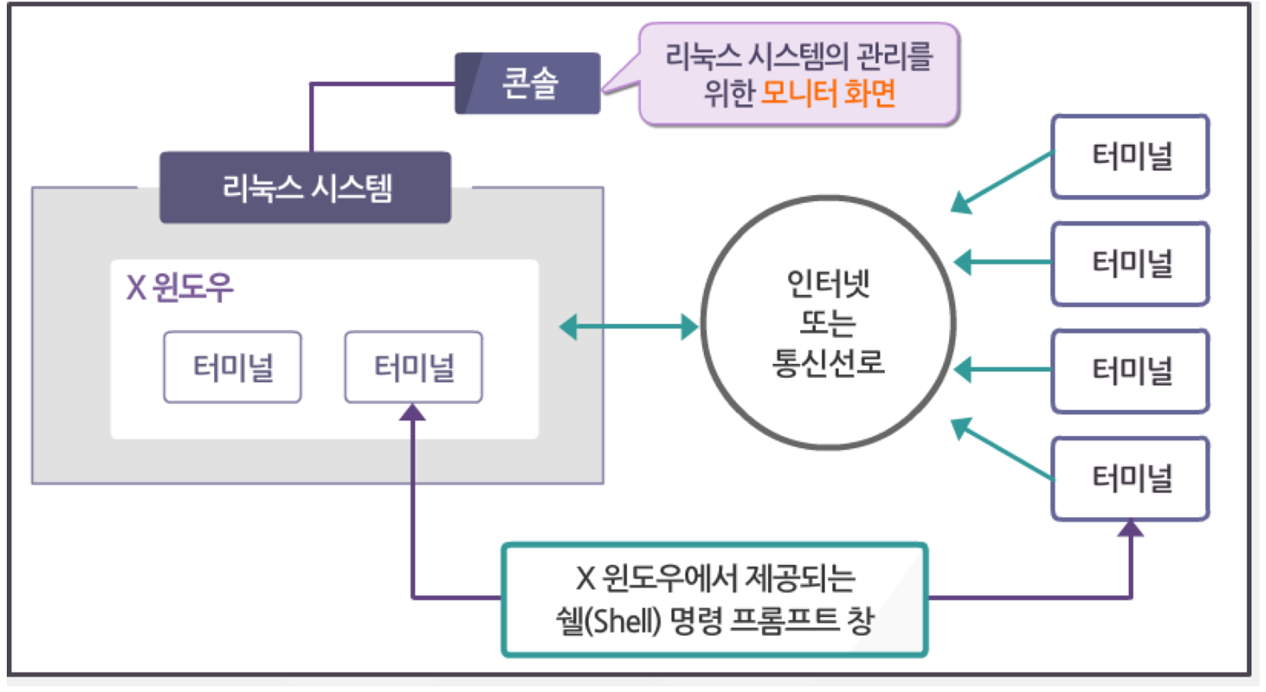 콘솔
리눅스 시스템의 관리를
위한 모니터 화면
리눅스 시스템
X 윈도우
터미널
터미널
인터넷
또는
통신선로
터미널
터미널
터미널
터미널
X 윈도우에서 제공되는
쉘(Shell) 명령 프롬프트 창